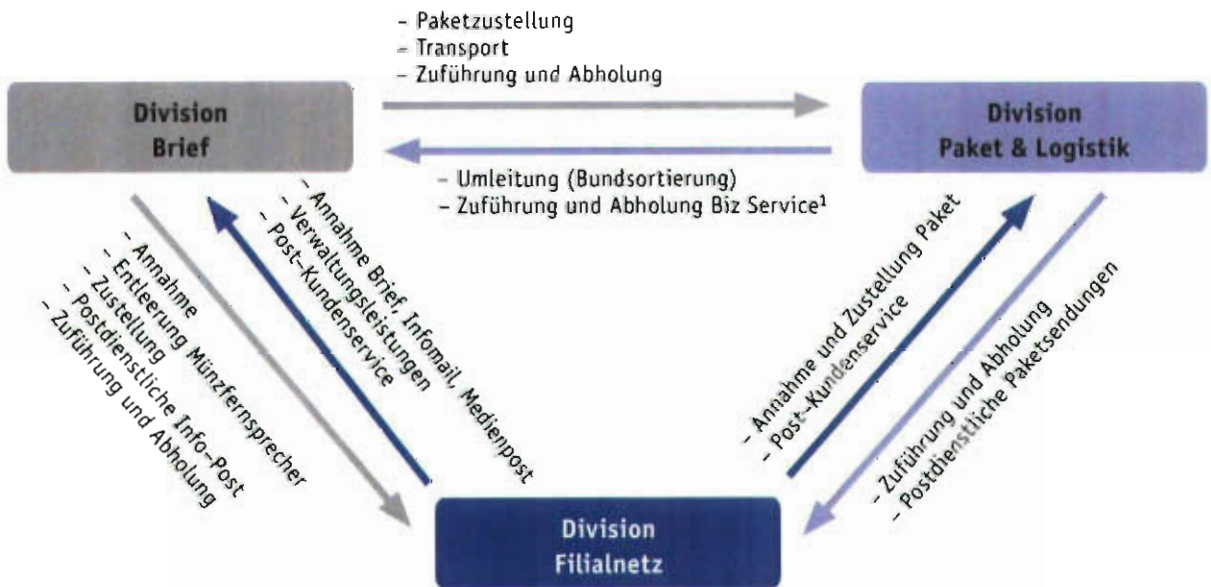 – Paketzustellung
– Transport
– Zuführung und Abholung
Division
Brief
Division
Paket & Logistik
– Umleitung (Bundsortierung)
– Zuführung und Abholung Biz Service¹
– Annahme
– Entleerung Münzfernsprecher
– Zustellung
– Postdienstliche Info–Post
– Zuführung und Abholung
– Annahme Brief, Infomail, Medienpost
– Verwaltungsleistungen
– Post–Kundenservice
– Annahme und Zustellung Paket
– Post–Kundenservice
– Zuführung und Abholung
– Postdienstliche Paketsendungen
Division
Filialnetz